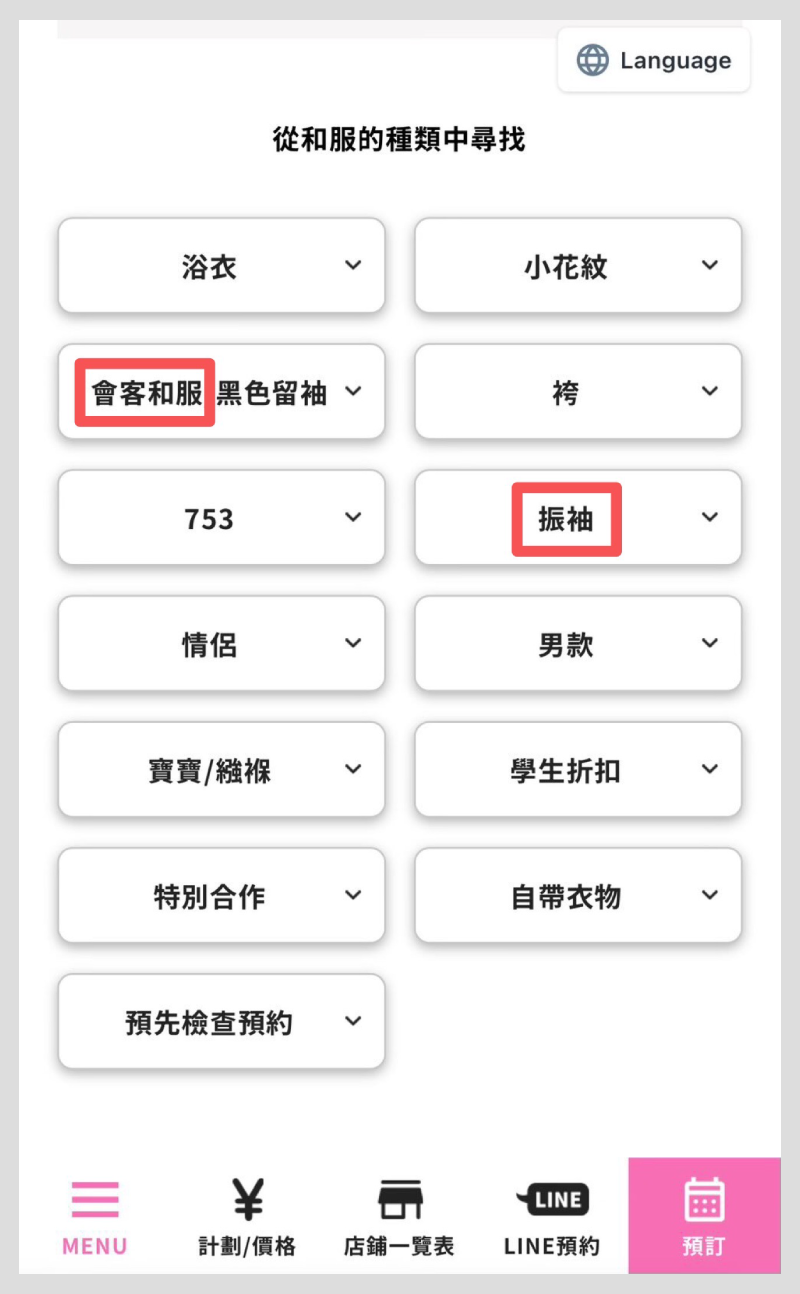 Language
從和服的種類中尋找
浴衣
小花紋
會客和服 黑色留袖
袴
753
振袖
情侶
男款
寶寶/繈褓
學生折扣
特別合作
自帶衣物
預先檢查預約
MENU
計劃/價格
店鋪一覽表
LINE
LINE預約
預訂